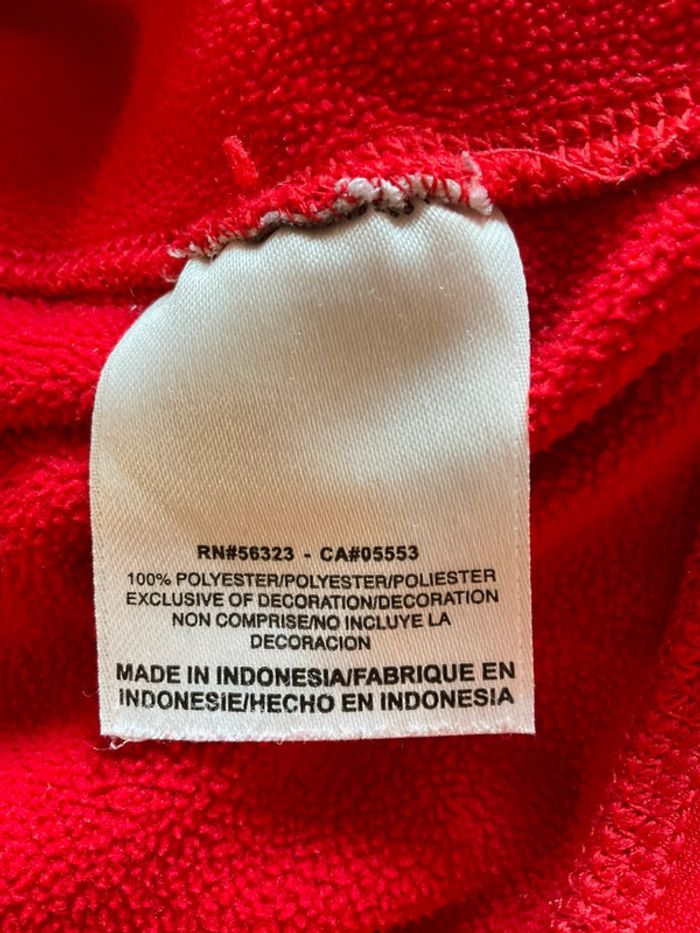 RN#56323 - CA#05553
100% POLYESTER/POLYESTER/POLIESTER
EXCLUSIVE OF DECORATION/DECORATION
NON COMPRISE/NO INCLUYE LA
DECORACION
MADE IN INDONESIA/FABRIQUE EN
INDONESIE/HECHO EN INDONESIA